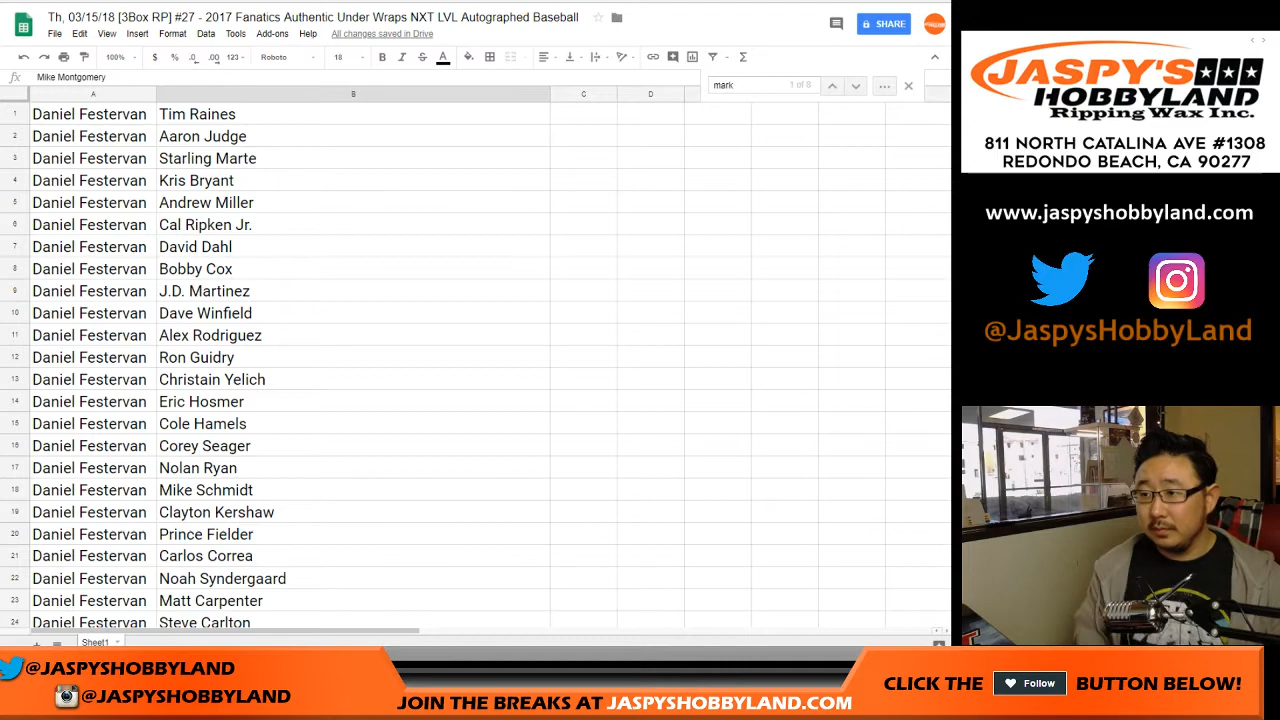 Th, 03/15/18 [3Box RP] #27 - 2017 Fanatics Authentic Under Wraps NXT LVL Autographed Baseball
File Edit View Insert Format Data Tools Add-ons Help All changes saved in Drive
SHARE
100% $ % .0 .00 123 Roboto 18 B I S A
fx Mike Montgomery
mark 1 of 8
A B C D
1 Daniel Festervan Tim Raines
2 Daniel Festervan Aaron Judge
3 Daniel Festervan Starling Marte
4 Daniel Festervan Kris Bryant
5 Daniel Festervan Andrew Miller
6 Daniel Festervan Cal Ripken Jr.
7 Daniel Festervan David Dahl
8 Daniel Festervan Bobby Cox
9 Daniel Festervan J.D. Martinez
10 Daniel Festervan Dave Winfield
11 Daniel Festervan Alex Rodriguez
12 Daniel Festervan Ron Guidry
13 Daniel Festervan Christain Yelich
14 Daniel Festervan Eric Hosmer
15 Daniel Festervan Cole Hamels
16 Daniel Festervan Corey Seager
17 Daniel Festervan Nolan Ryan
18 Daniel Festervan Mike Schmidt
19 Daniel Festervan Clayton Kershaw
20 Daniel Festervan Prince Fielder
21 Daniel Festervan Carlos Correa
22 Daniel Festervan Noah Syndergaard
23 Daniel Festervan Matt Carpenter
24 Daniel Festervan Steve Carlton
Sheet1
JASPY'S
HOBBYLAND
Ripping Wax Inc.
811 NORTH CATALINA AVE #1308
REDONDO BEACH, CA 90277
www.jaspyshobbyland.com
@JaspysHobbyLand
@JASPYSHOBBYLAND
@JASPYSHOBBYLAND
JOIN THE BREAKS AT JASPYSHOBBYLAND.COM
CLICK THE Follow BUTTON BELOW!